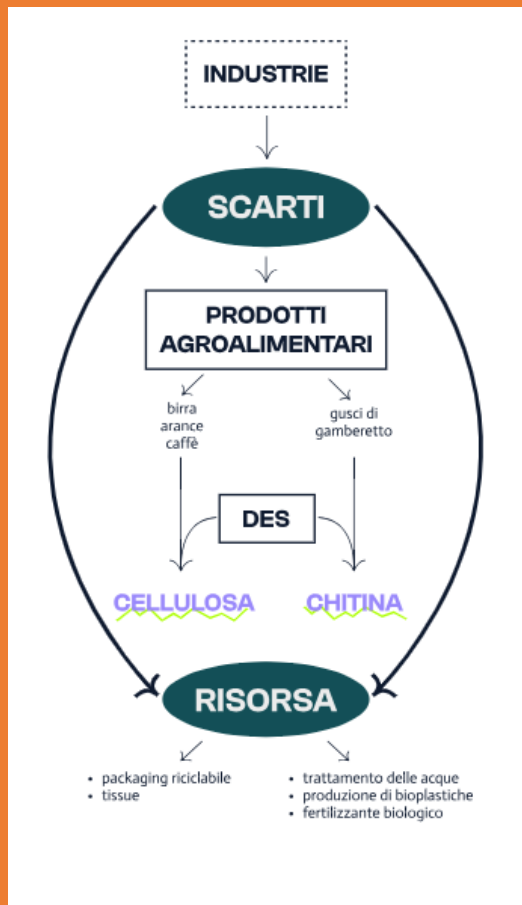 INDUSTRIE
SCARTI
PRODOTTI
AGROALIMENTARI
birra
arance
caffè
gusci di
gamberetto
DES
CELLULOSA
CHITINA
RISORSA
• packaging riciclabile
• tissue
• trattamento delle acque
• produzione di bioplastiche
• fertilizzante biologico